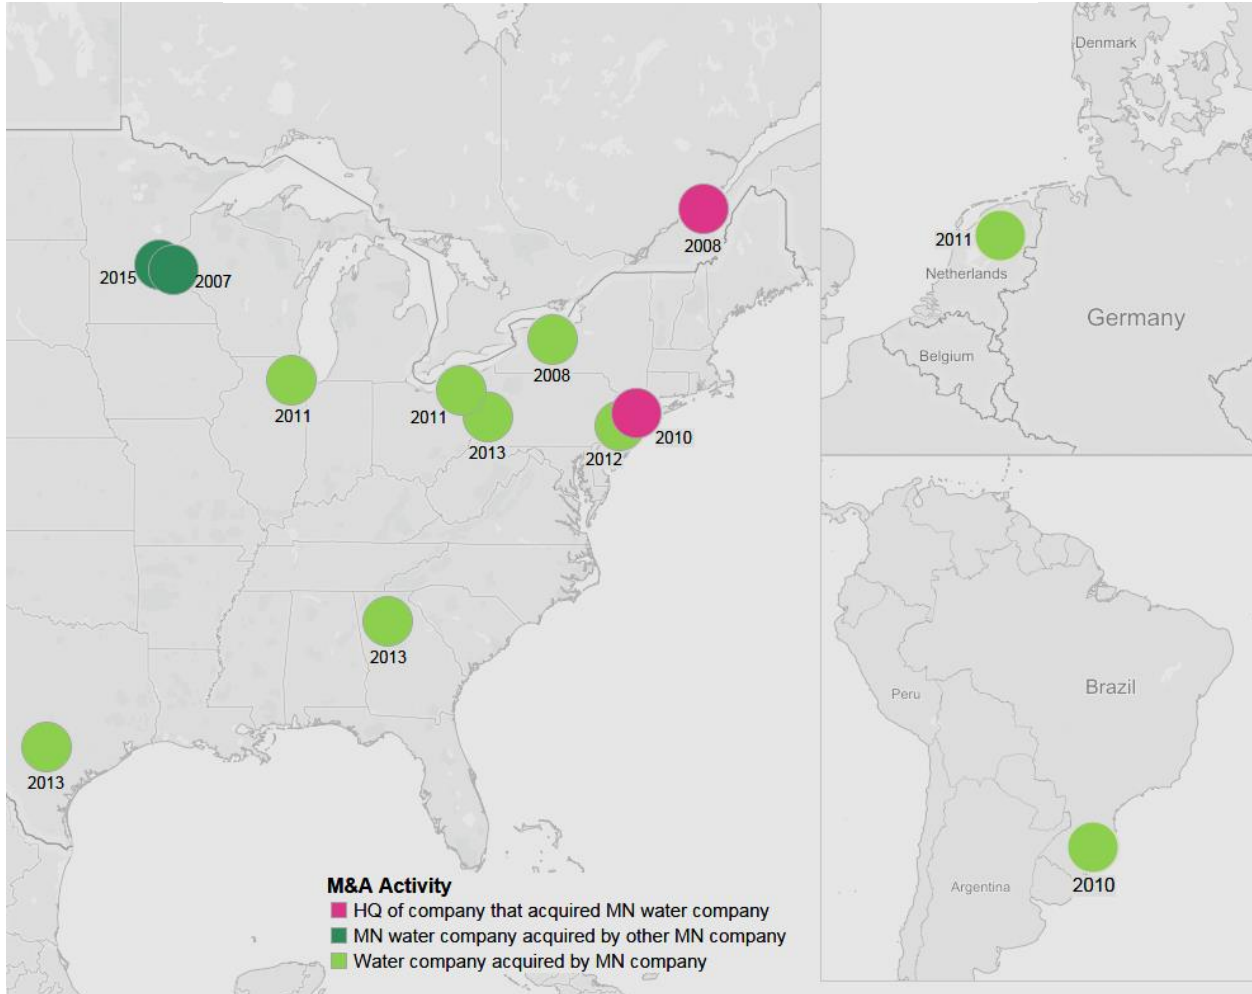 Denmark
2008
2011
Netherlands
2015
2007
Germany
Belgium
2008
2011
2011
2013
2010
2012
2013
Peru
Brazil
2013
2010
Argentina
M&A Activity
HQ of company that acquired MN water company
MN water company acquired by other MN company
Water company acquired by MN company